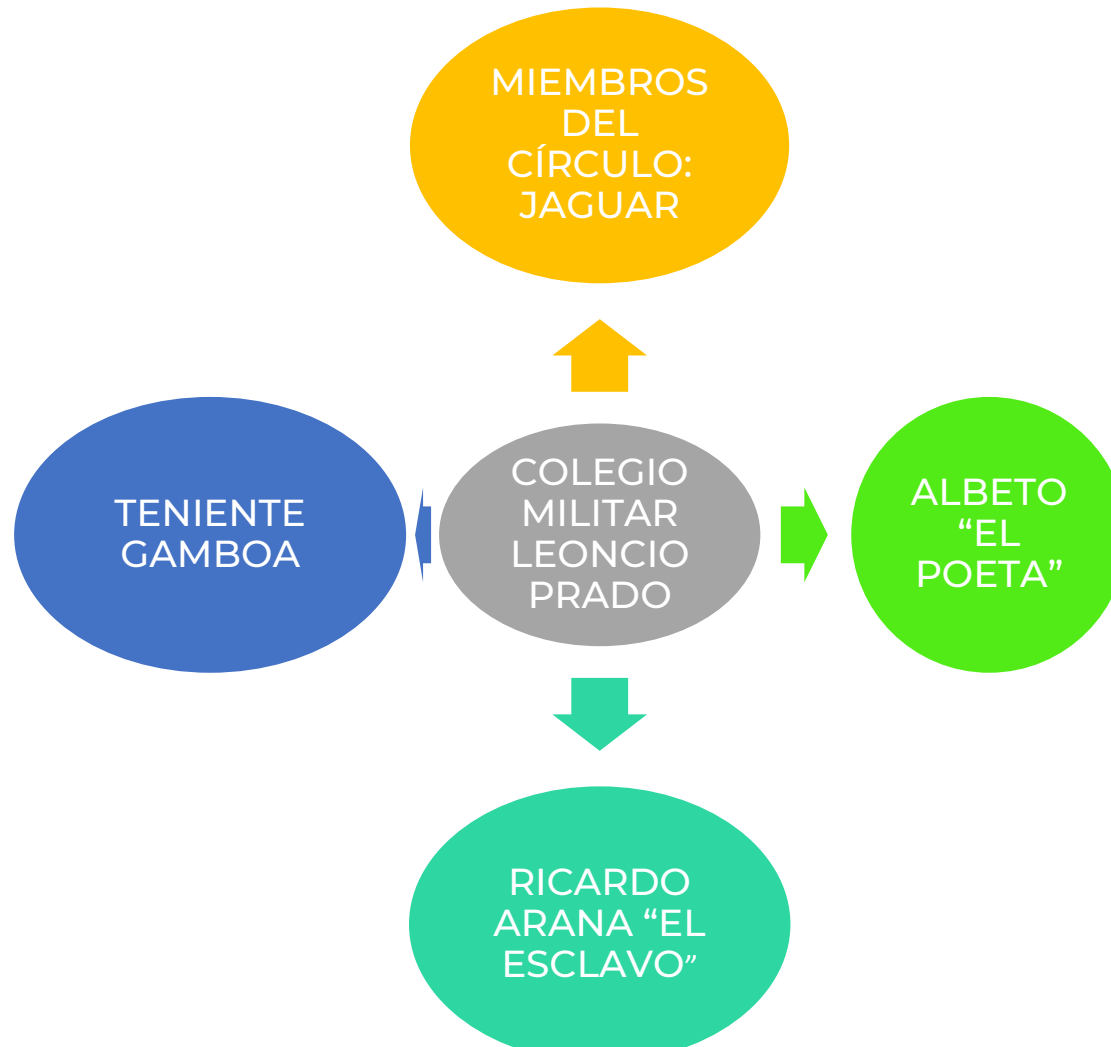 MIEMBROS
DEL
CÍRCULO:
JAGUAR
TENIENTE
GAMBOA
COLEGIO
MILITAR
LEONCIO
PRADO
ALBETO
“EL
POETA”
RICARDO
ARANA “EL
ESCLAVO”